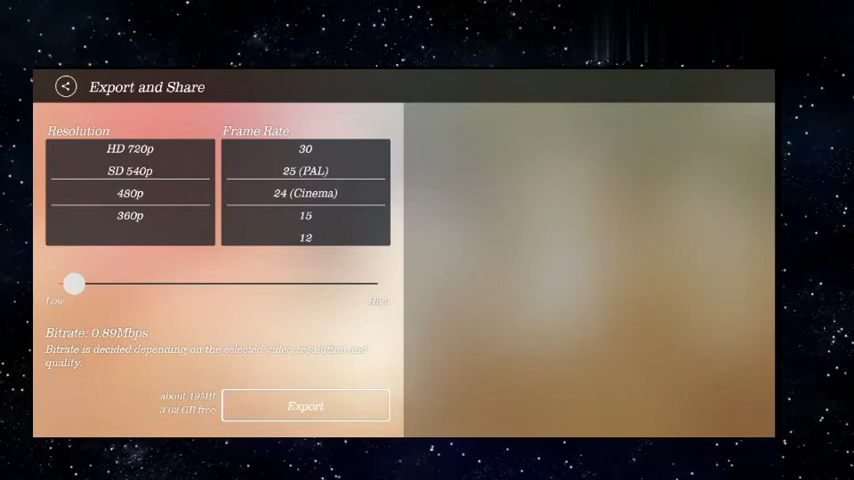 Export and Share
Resolution
Frame Rate
HD 720p
SD 540p
480p
360p
30
25 (PAL)
24 (Cinema)
15
12
Low
Bitrate: 0.89Mbps
Bitrate is decided depending on the selected video resolution and
quality.
about 19MB
3.62 GB free
Export